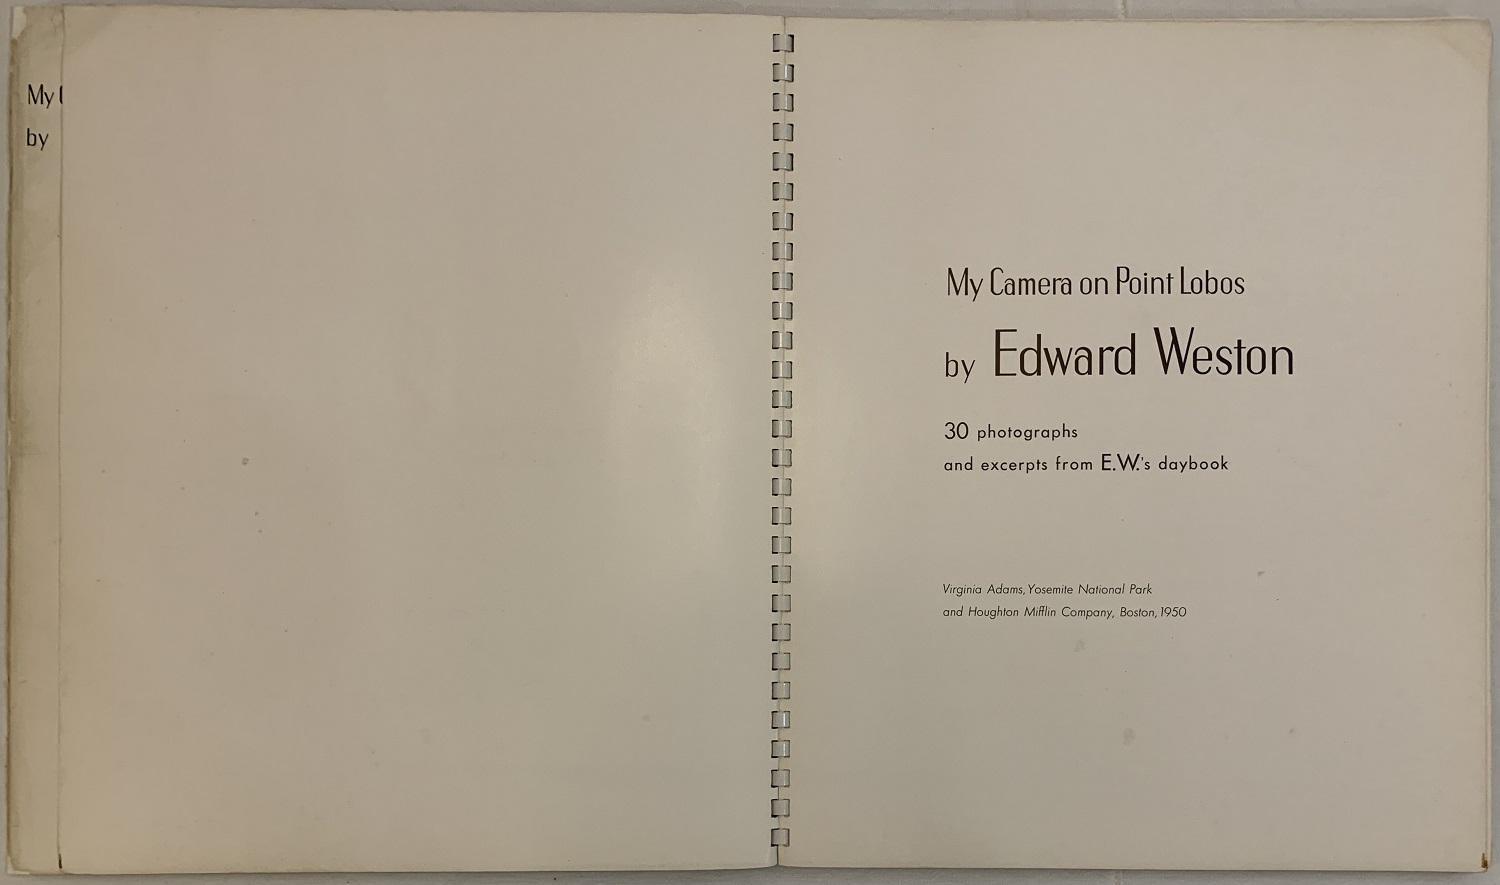 My
by
My Camera on Point Lobos
by Edward Weston
30 photographs
and excerpts from E.W.'s daybook
Virginia Adams, Yosemite National Park
and Houghton Mifflin Company, Boston, 1950